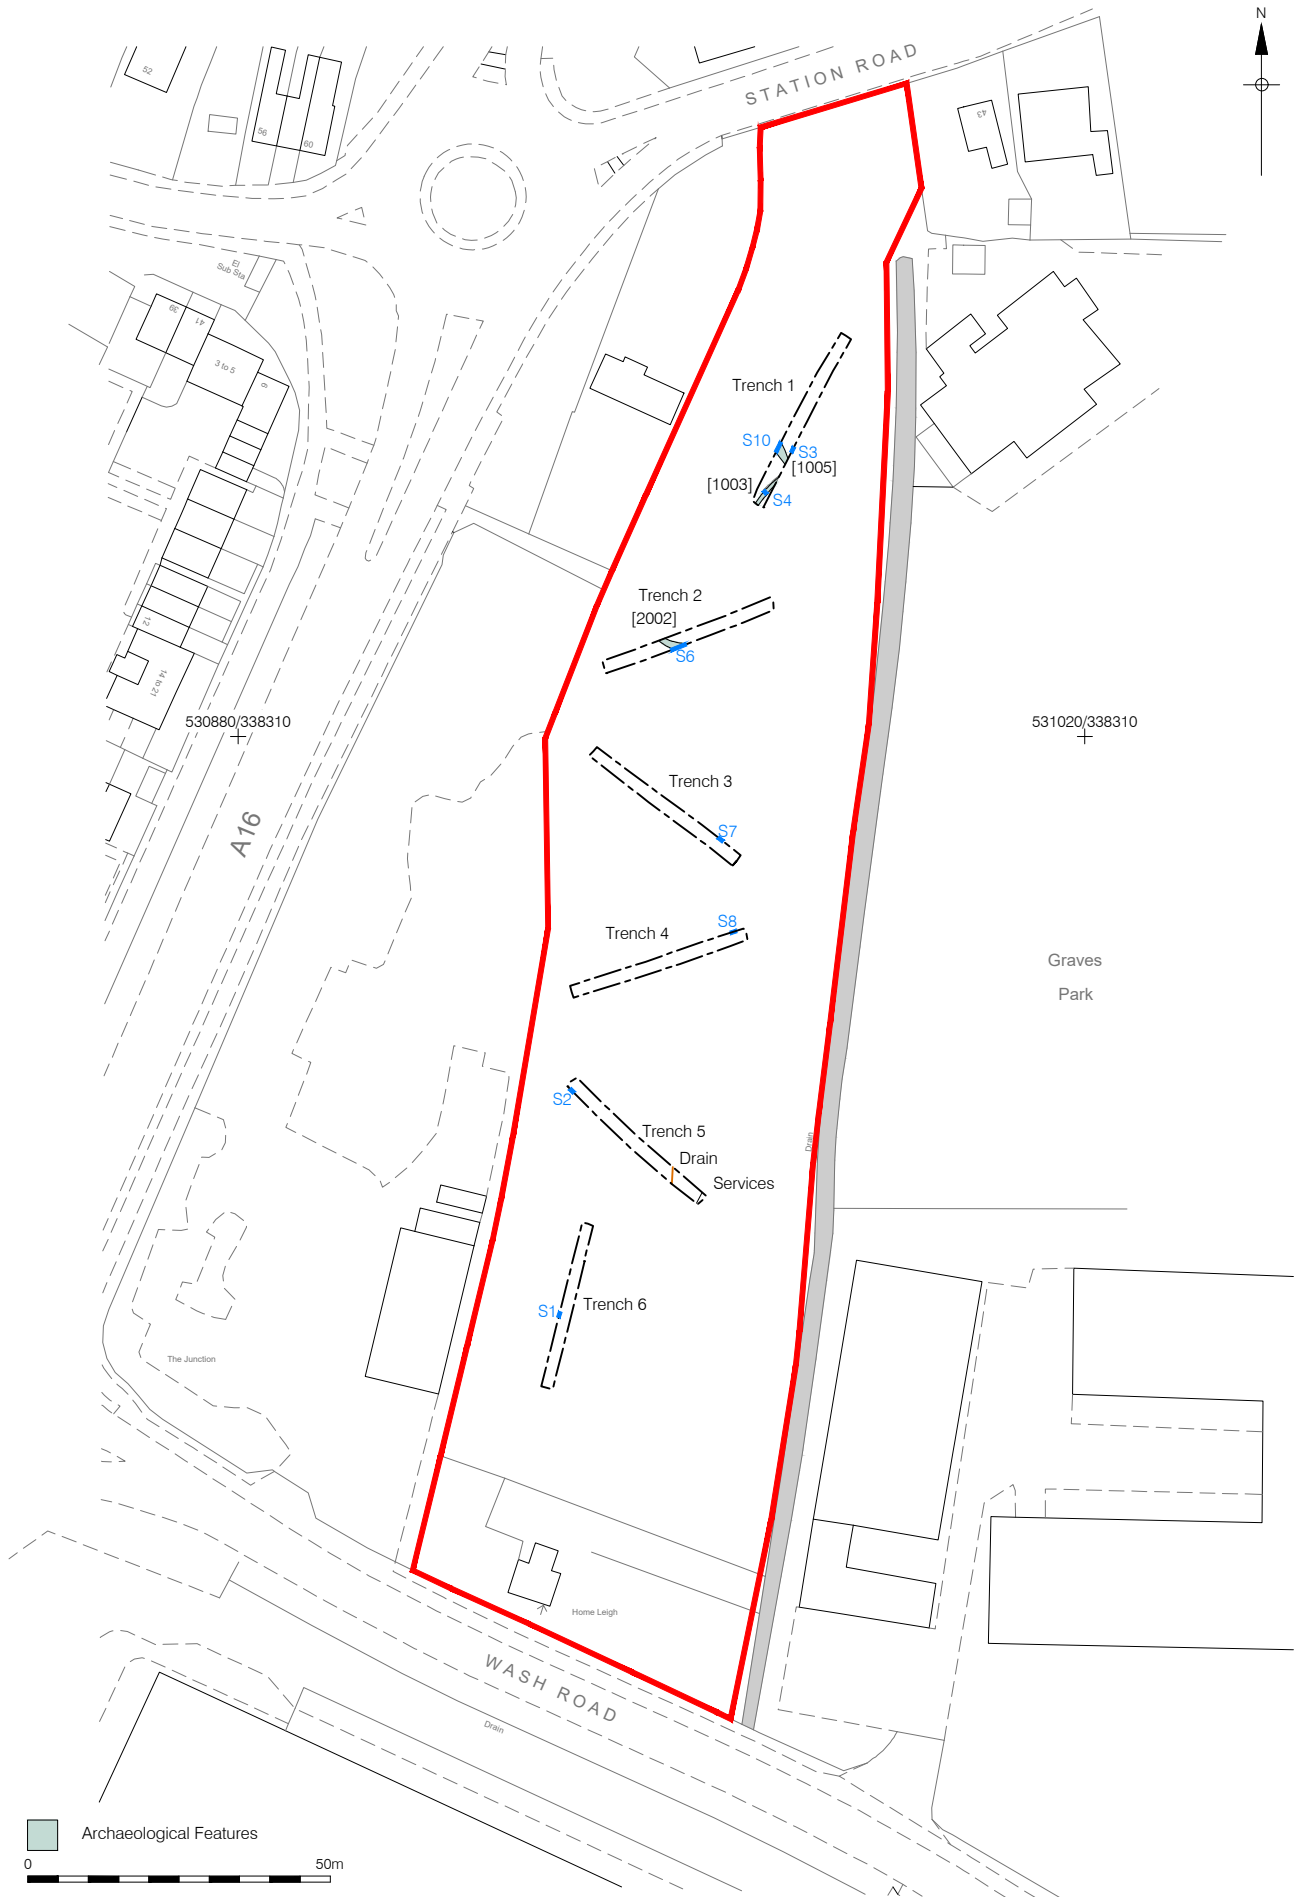 N
STATION ROAD
52
56
60
43
El
Sub Sta
39
41
3 to 5
6
Trench 1
S10
S3
[1005]
[1003]
S4
Trench 2
[2002]
S6
12
14 to 21
530880/338310
531020/338310
Trench 3
S7
A16
S8
Trench 4
Graves
Park
S2
Trench 5
Drain
Drain
Services
S1
Trench 6
The Junction
Home Leigh
WASH ROAD
Drain
Archaeological Features
0
50m